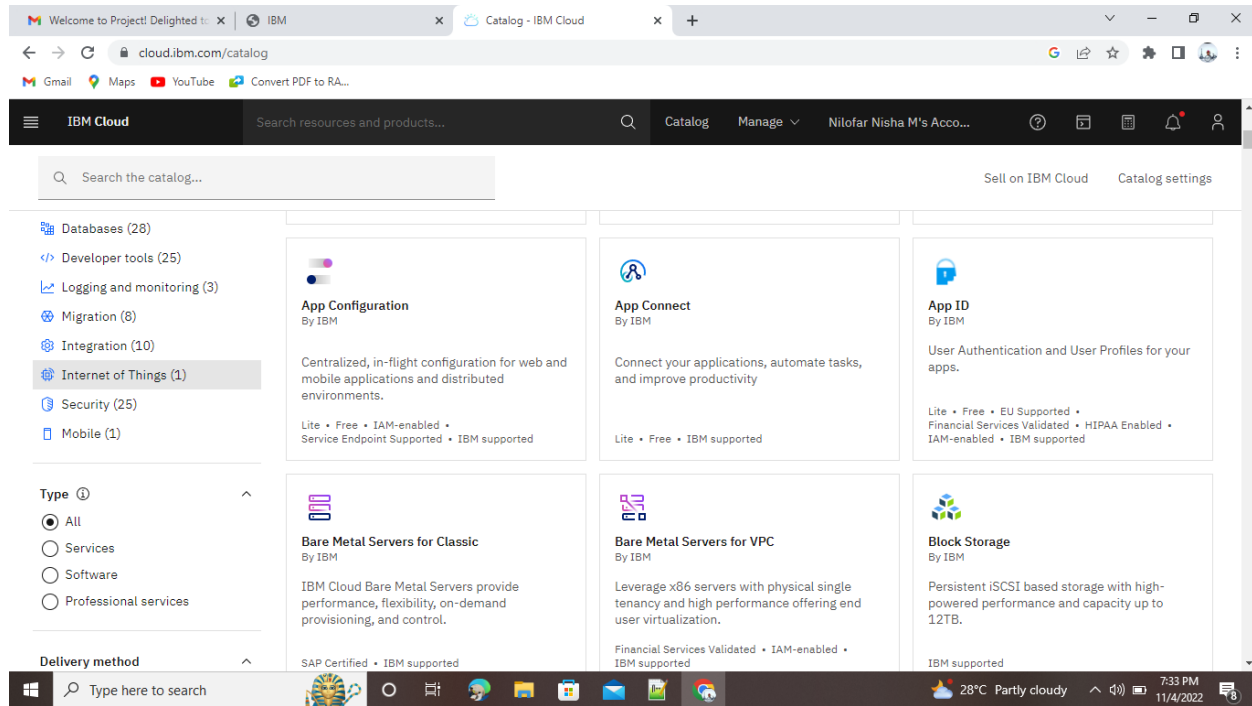 Welcome to Project! Delighted to
IBM
Catalog - IBM Cloud
cloud.ibm.com/catalog
Gmail
Maps
YouTube
Convert PDF to RA...
IBM Cloud
Search resources and products...
Catalog
Manage
Nilofar Nisha M's Acco...
Search the catalog...
Sell on IBM Cloud
Catalog settings
Databases (28)
Developer tools (25)
Logging and monitoring (3)
Migration (8)
Integration (10)
Internet of Things (1)
Security (25)
Mobile (1)
Type
All
Services
Software
Professional services
Delivery method
App Configuration
By IBM
Centralized, in-flight configuration for web and
mobile applications and distributed
environments.
Lite • Free • IAM-enabled •
Service Endpoint Supported • IBM supported
App Connect
By IBM
Connect your applications, automate tasks,
and improve productivity
Lite • Free • IBM supported
App ID
By IBM
User Authentication and User Profiles for your
apps.
Lite • Free • EU Supported •
Financial Services Validated • HIPAA Enabled •
IAM-enabled • IBM supported
Bare Metal Servers for Classic
By IBM
IBM Cloud Bare Metal Servers provide
performance, flexibility, on-demand
provisioning, and control.
SAP Certified • IBM supported
Bare Metal Servers for VPC
By IBM
Leverage x86 servers with physical single
tenancy and high performance offering end
user virtualization.
Financial Services Validated • IAM-enabled •
IBM supported
Block Storage
By IBM
Persistent iSCSI based storage with high-
powered performance and capacity up to
12TB.
IBM supported
Type here to search
28°C Partly cloudy
7:33 PM
11/4/2022
8